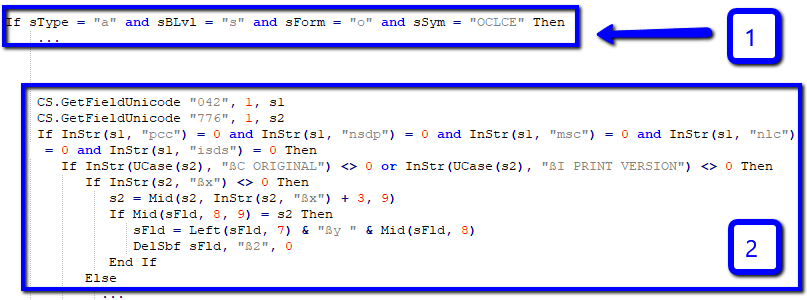 If sType = "a" and sBLvl = "s" and sForm = "o" and sSym = "OCLCE" Then
...
1
CS.GetFieldUnicode "042", 1, s1
CS.GetFieldUnicode "776", 1, s2
If InStr(s1, "pcc") = 0 and InStr(s1, "nsdp") = 0 and InStr(s1, "msc") = 0 and InStr(s1, "nlc")
= 0 and InStr(s1, "isds") = 0 Then
If InStr(UCase(s2), "ßC ORIGINAL") <> 0 or InStr(UCase(s2), "ßI PRINT VERSION") <> 0 Then
If InStr(s2, "ßx") <> 0 Then
s2 = Mid(s2, InStr(s2, "ßx") + 3, 9)
If Mid(sFld, 8, 9) = s2 Then
sFld = Left(sFld, 7) & "ßy " & Mid(sFld, 8)
DelSbf sFld, "ß2", 0
End If
Else
...
2